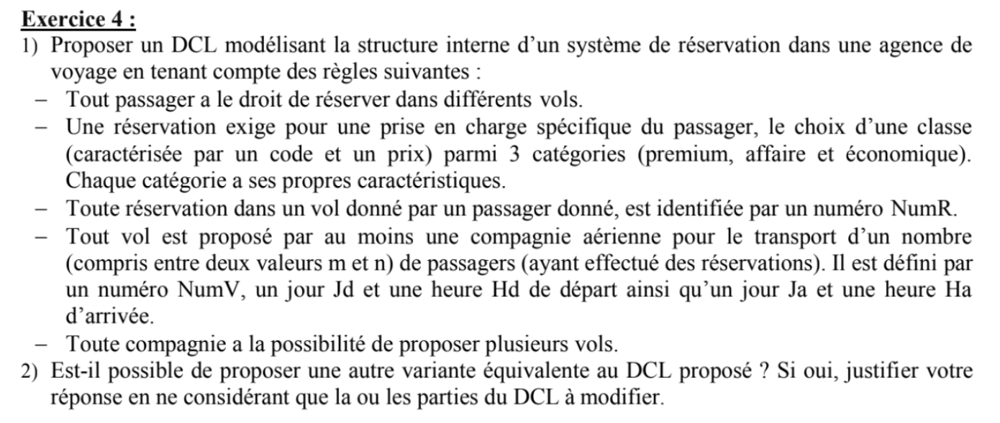 Exercice 4 :
1) Proposer un DCL modélisant la structure interne d’un système de réservation dans une agence de
voyage en tenant compte des règles suivantes :
– Tout passager a le droit de réserver dans différents vols.
– Une réservation exige pour une prise en charge spécifique du passager, le choix d’une classe
(caractérisée par un code et un prix) parmi 3 catégories (premium, affaire et économique).
Chaque catégorie a ses propres caractéristiques.
– Toute réservation dans un vol donné par un passager donné, est identifiée par un numéro NumR.
– Tout vol est proposé par au moins une compagnie aérienne pour le transport d’un nombre
(compris entre deux valeurs m et n) de passagers (ayant effectué des réservations). Il est défini par
un numéro NumV, un jour Jd et une heure Hd de départ ainsi qu’un jour Ja et une heure Ha
d’arrivée.
– Toute compagnie a la possibilité de proposer plusieurs vols.
2) Est-il possible de proposer une autre variante équivalente au DCL proposé ? Si oui, justifier votre
réponse en ne considérant que la ou les parties du DCL à modifier.